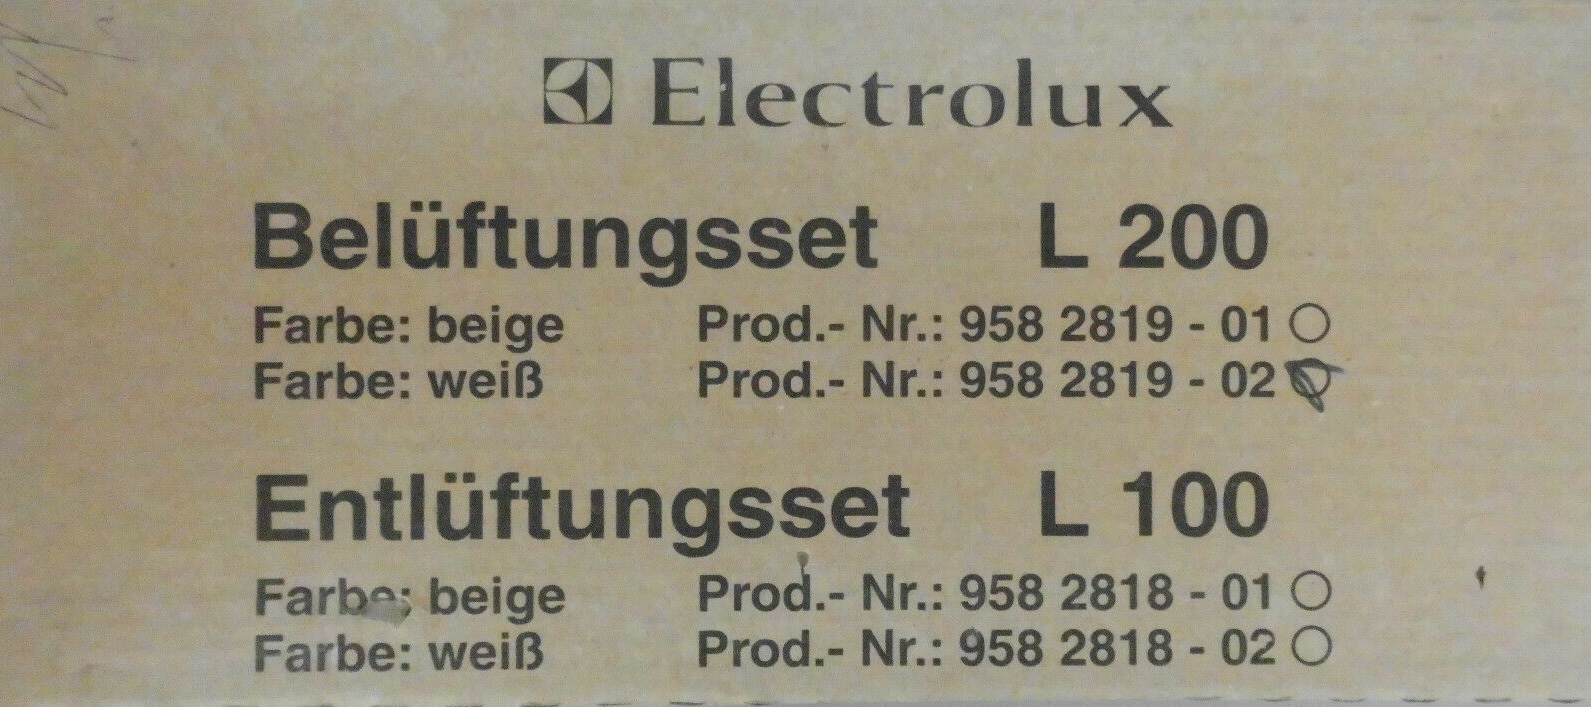 Electrolux
Belüftungsset L 200
Farbe: beige Prod.- Nr.: 958 2819 - 01
Farbe: weiß Prod.- Nr.: 958 2819 - 02
Entlüftungsset L 100
Farbe: beige Prod.- Nr.: 958 2818 - 01
Farbe: weiß Prod.- Nr.: 958 2818 - 02